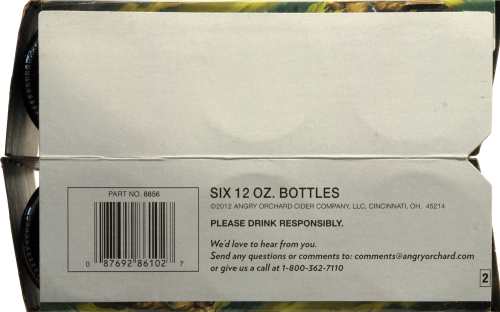 PART NO. 8856
0 87692 86102 7
SIX 12 OZ. BOTTLES
©2012 ANGRY ORCHARD CIDER COMPANY, LLC, CINCINNATI, OH. 45214
PLEASE DRINK RESPONSIBLY.
We'd love to hear from you.
Send any questions or comments to: comments@angryorchard.com
or give us a call at 1-800-362-7110
2